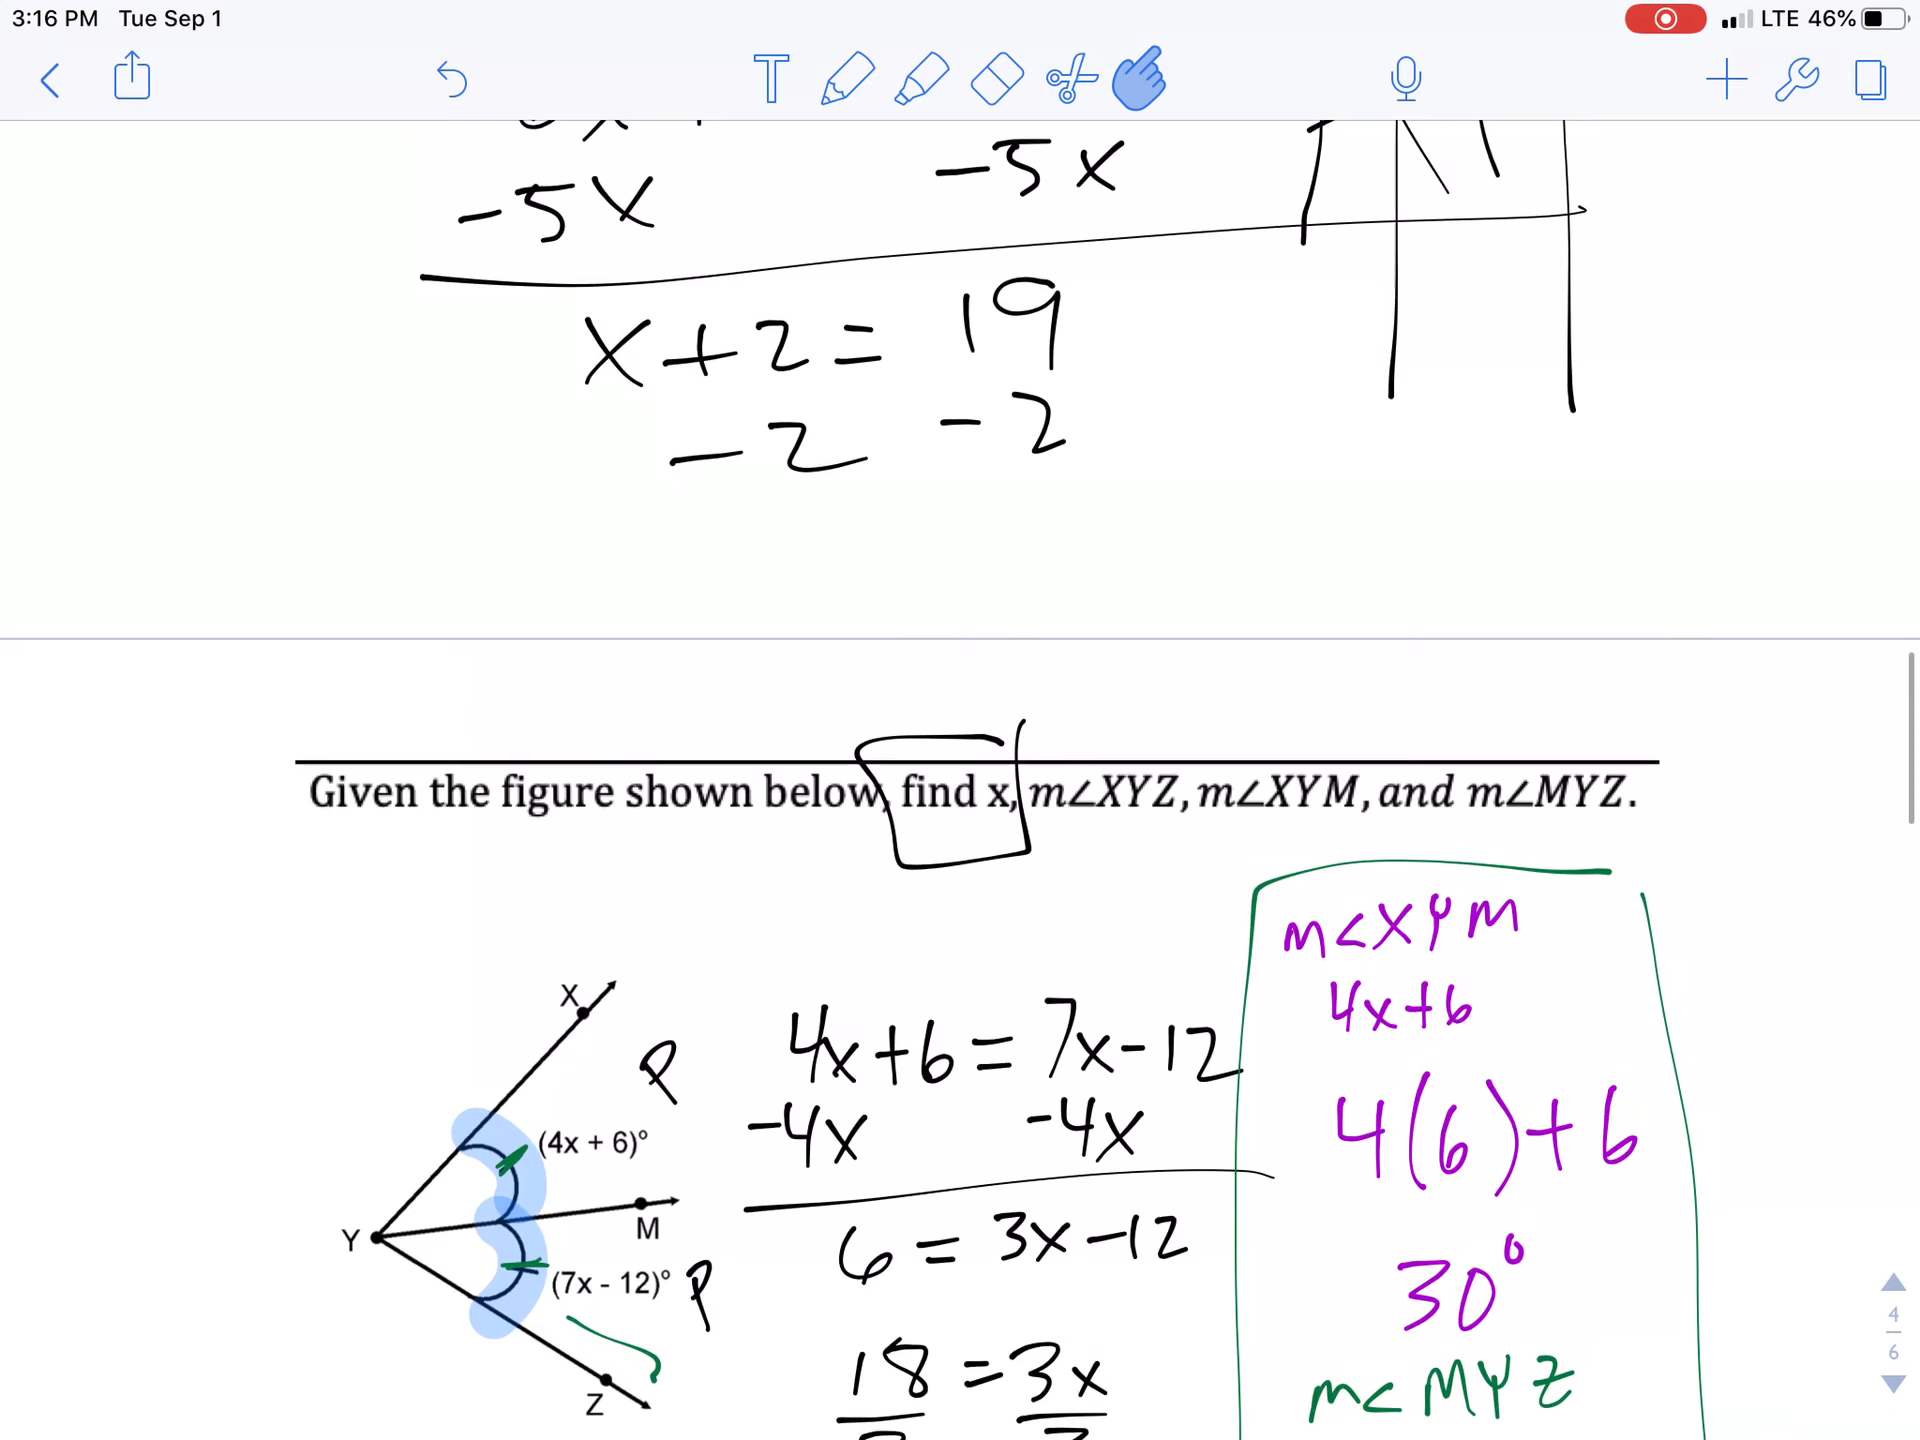 3:16 PM Tue Sep 1
LTE 46%
T
-5x -5x
x+2= 19
-2 -2
Given the figure shown below, find x, m∠XYZ, m∠XYM, and m∠MYZ.
m<XYM
4x+6
4(6)+6
30°
m<MYZ
X
P
(4x + 6)°
Y
M
(7x - 12)° P
Z
4x+6=7x-12
-4x -4x
6=3x-12
18=3x
4
6